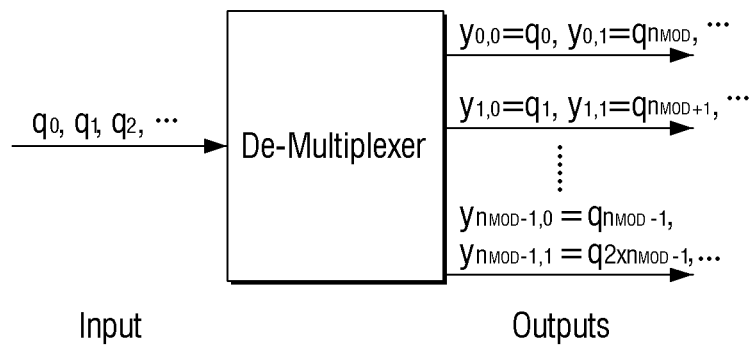 y0,0=q0, y0,1=qnMOD, ···
y1,0=q1, y1,1=qnMOD+1, ···
q0, q1, q2, ···
De-Multiplexer
ynMOD-1,0 = qnMOD -1,
ynMOD-1,1 = q2xnMOD-1, ···
Input
Outputs